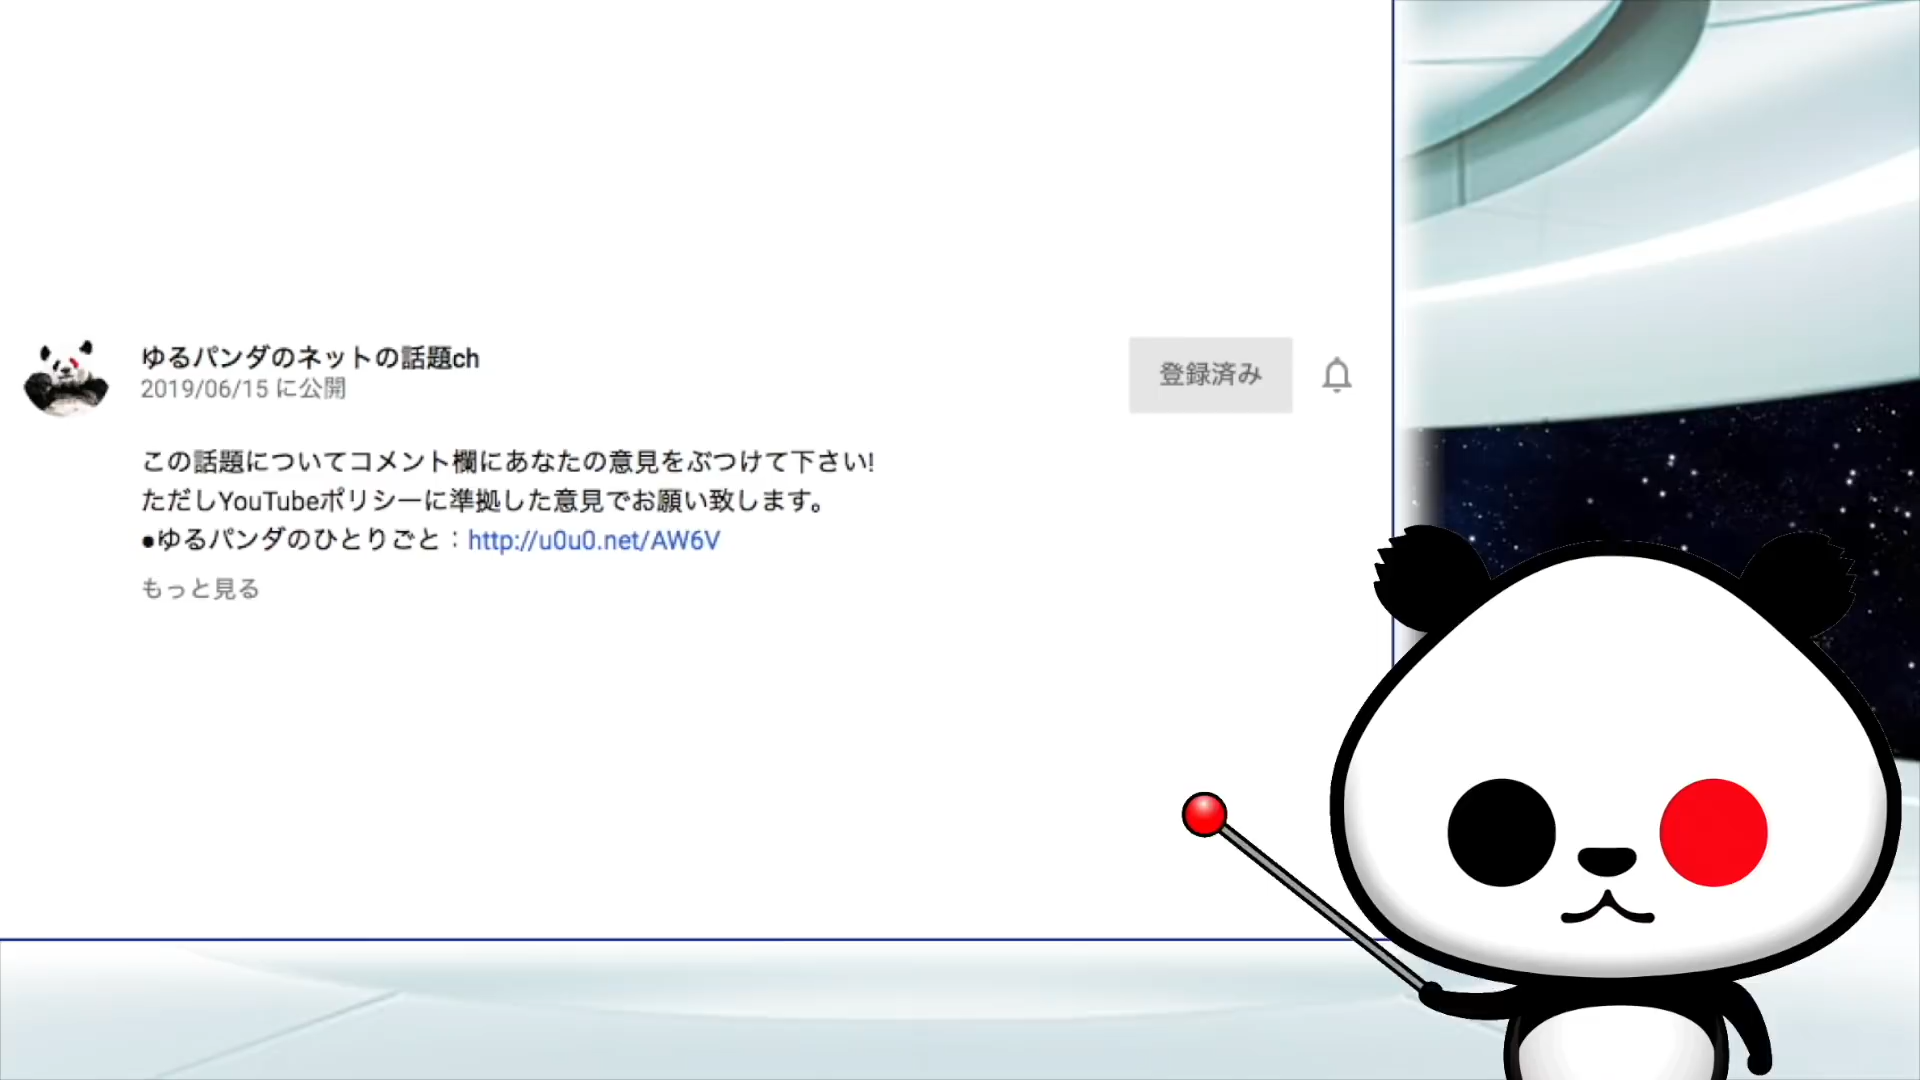 ゆるパンダのネットの話題ch
2019/06/15 に公開
登録済み
この話題についてコメント欄にあなたの意見をぶつけて下さい!
ただしYouTubeポリシーに準拠した意見でお願い致します。
●ゆるパンダのひとりごと：http://u0u0.net/AW6V
もっと見る